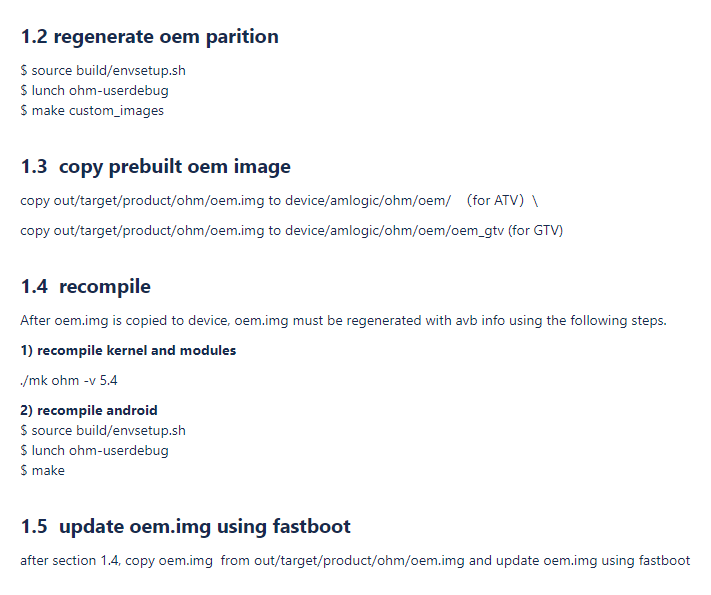 1.2 regenerate oem parition
$ source build/envsetup.sh
$ lunch ohm-userdebug
$ make custom_images
1.3  copy prebuilt oem image
copy out/target/product/ohm/oem.img to device/amlogic/ohm/oem/   （for ATV）\
copy out/target/product/ohm/oem.img to device/amlogic/ohm/oem/oem_gtv (for GTV)
1.4  recompile
After oem.img is copied to device, oem.img must be regenerated with avb info using the following steps.
1) recompile kernel and modules
./mk ohm -v 5.4
2) recompile android
$ source build/envsetup.sh
$ lunch ohm-userdebug
$ make
1.5  update oem.img using fastboot
after section 1.4, copy oem.img  from out/target/product/ohm/oem.img and update oem.img using fastboot